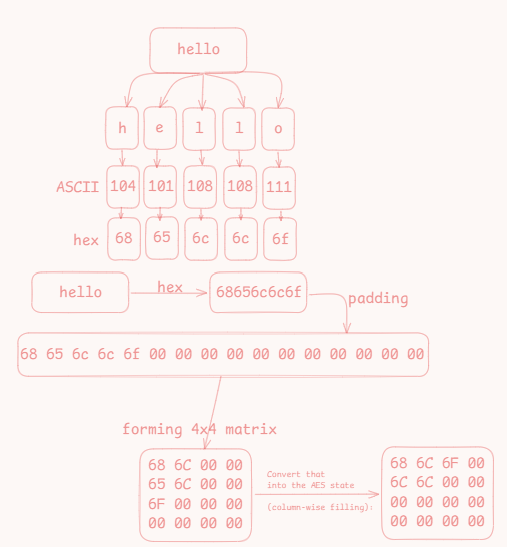 hello
h e l l o
ASCII 104 101 108 108 111
hex 68 65 6c 6c 6f
hello hex 68656c6c6f
padding
68 65 6c 6c 6f 00 00 00 00 00 00 00 00 00 00 00
forming 4x4 matrix
68 6C 00 00
65 6C 00 00
6F 00 00 00
00 00 00 00
Convert that
into the AES state
(column-wise filling):
68 6C 6F 00
6C 6C 00 00
00 00 00 00
00 00 00 00